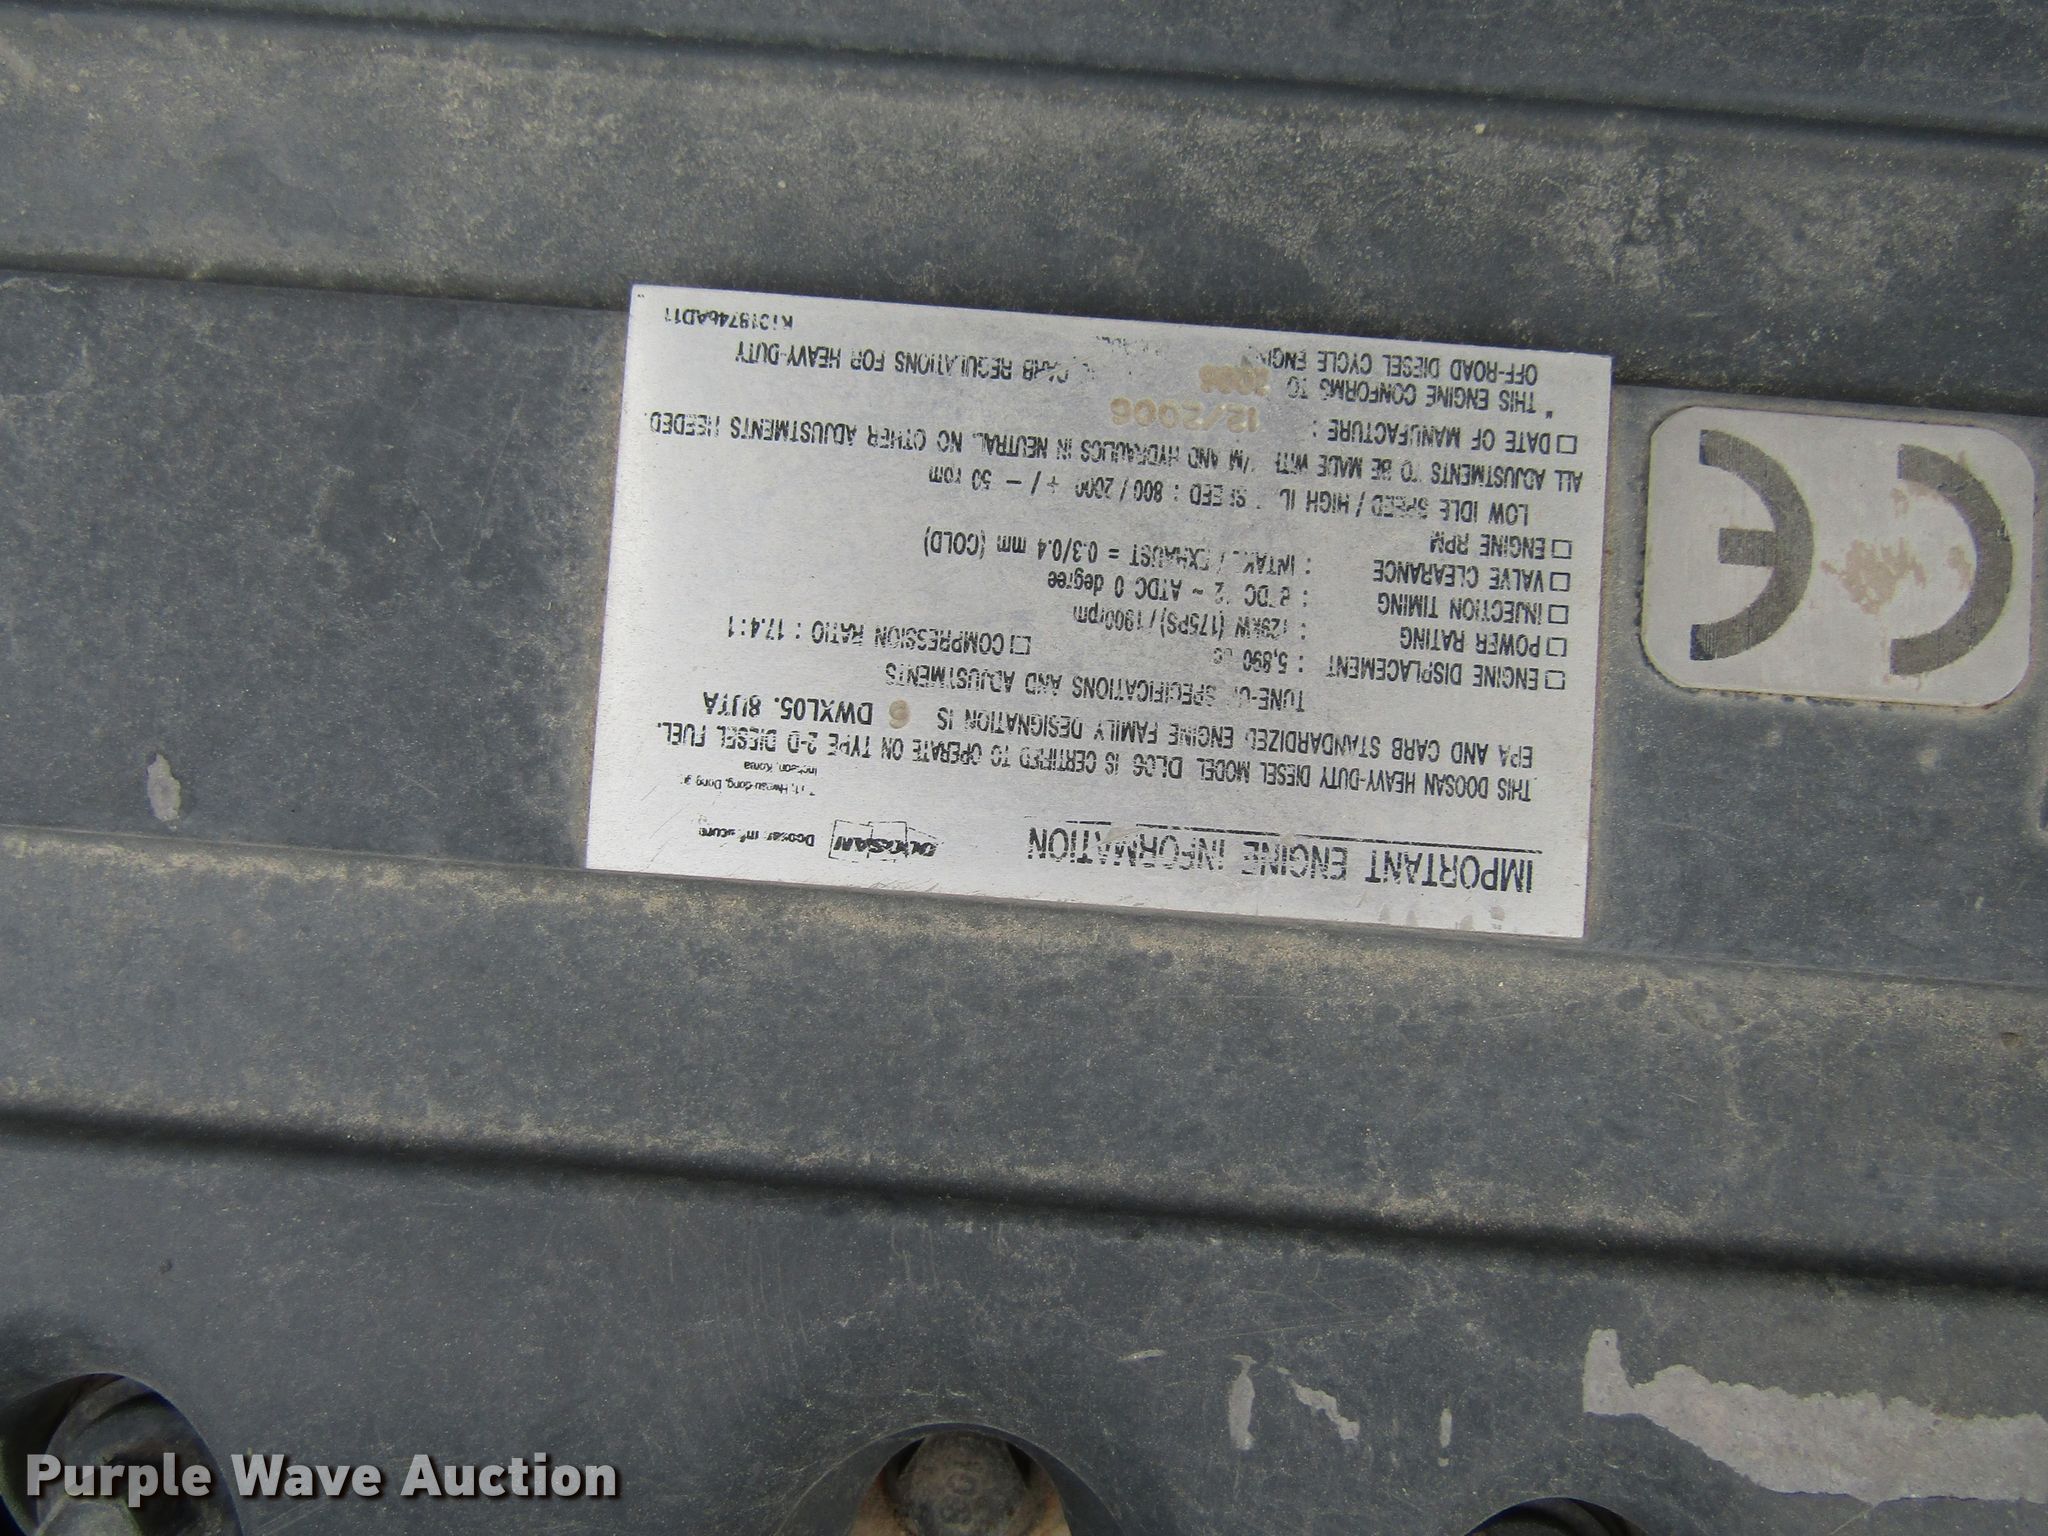 IMPORTANT ENGINE INFORMATION
DOOSAN
THIS DOOSAN HEAVY-DUTY DIESEL MODEL DL06 IS CERTIFIED TO OPERATE ON TYPE 2-D DIESEL FUEL.
EPA AND CARB STANDARDIZED ENGINE FAMILY DESIGNATION IS 6 DWXL05. 8UTA
TUNE-UP SPECIFICATIONS AND ADJUSTMENTS
□ ENGINE DISPLACEMENT : 5,890 cc □ COMPRESSION RATIO : 17.4 : 1
□ POWER RATING : 129kW (175PS) / 1900rpm
□ INJECTION TIMING : ATDC 0 degree
□ VALVE CLEARANCE : INTAKE / EXHAUST = 0.3/0.4 mm (COLD)
□ ENGINE RPM
LOW IDLE SPEED / HIGH IDLE SPEED : 800 / 2000 + / - 50 rpm
ALL ADJUSTMENTS TO BE MADE WITH AND HYDRAULICS IN NEUTRAL. NO OTHER ADJUSTMENTS NEEDED.
□ DATE OF MANUFACTURE : 12/2006
" THIS ENGINE CONFORMS TO CARB REGULATIONS FOR HEAVY-DUTY
OFF-ROAD DIESEL CYCLE
CE
Purple Wave Auction